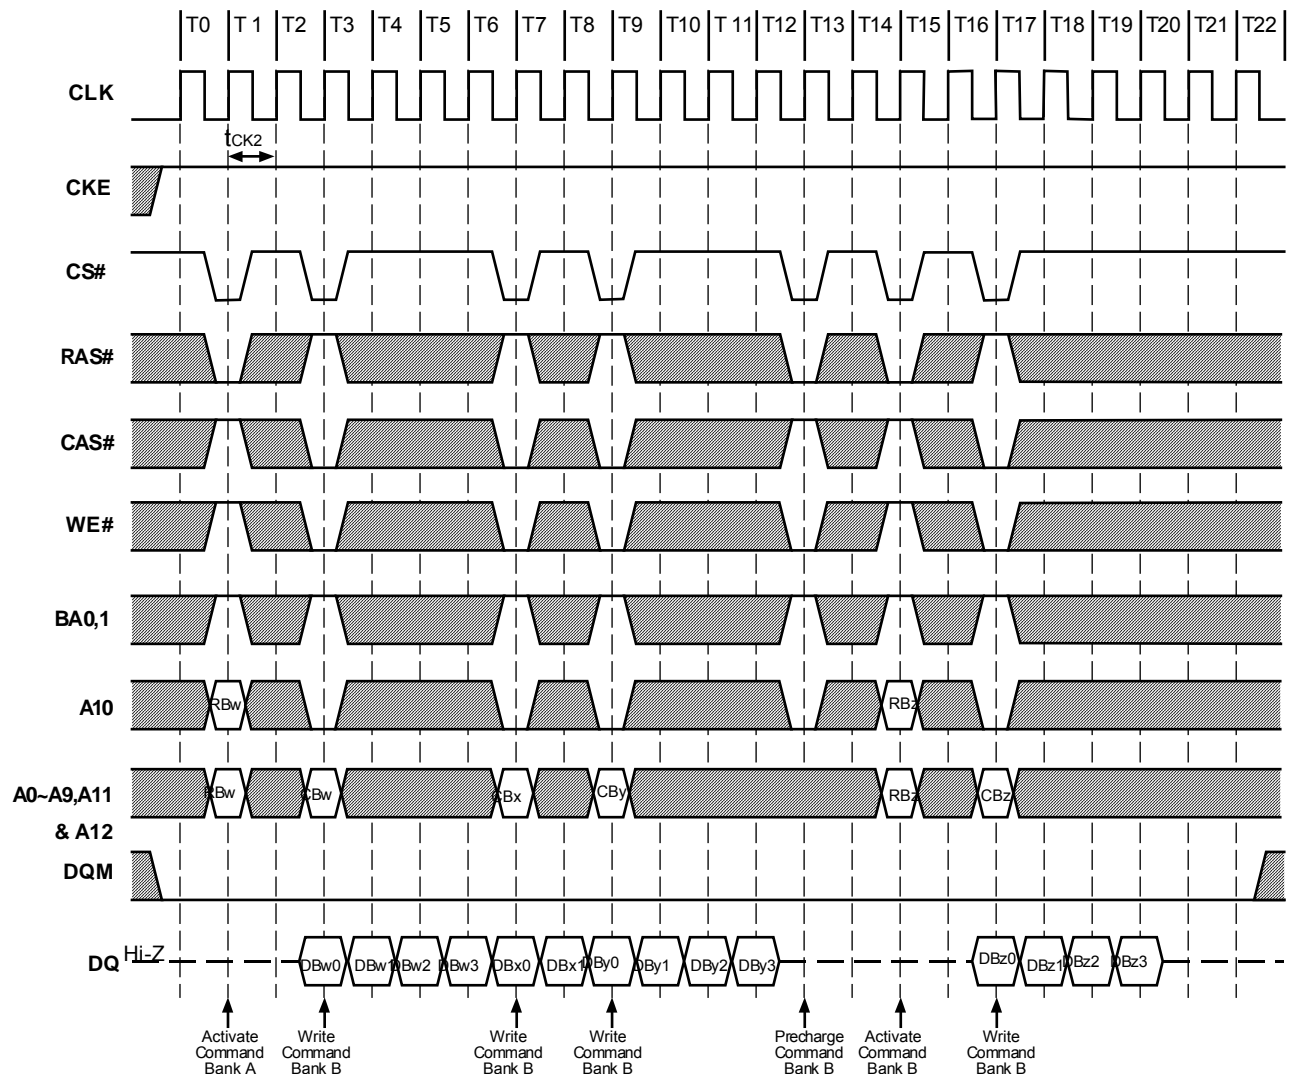 T0 T 1 T2 T3 T4 T5 T6 T7 T8 T9 T10 T 11 T12 T13 T14 T15 T16 T17 T18 T19 T20 T21 T22
CLK
tCK2
CKE
CS#
RAS#
CAS#
WE#
BA0,1
A10 RBw RBz
A0~A9,A11 RBw CBw CBx CBy RBz CBz
& A12
DQM
DQ Hi-Z DBw0 DBw1 DBw2 DBw3 DBx0 DBx1 DBy0 DBy1 DBy2 DBy3 DBz0 DBz1 DBz2 DBz3
Activate Write Write Write Precharge Activate Write
Command Command Command Command Command Command Command
Bank A Bank B Bank B Bank B Bank B Bank B Bank B